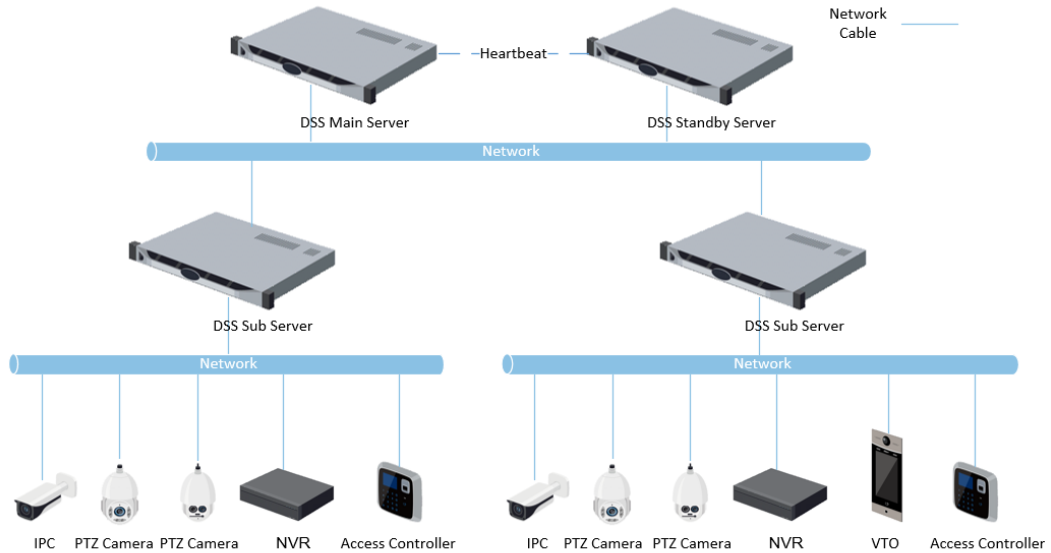 Network
Cable
Heartbeat
DSS Main Server
DSS Standby Server
Network
DSS Sub Server
DSS Sub Server
Network
Network
IPC
PTZ Camera
PTZ Camera
NVR
Access Controller
IPC
PTZ Camera
PTZ Camera
NVR
VTO
Access Controller